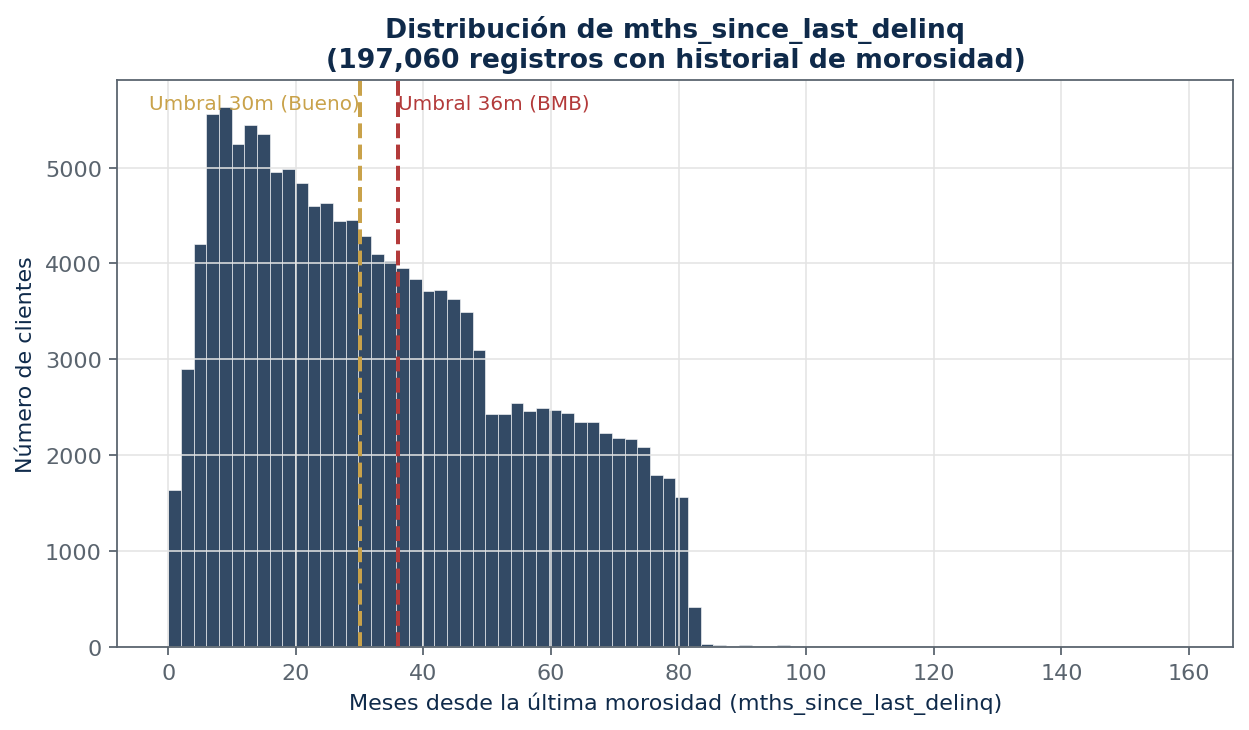 Distribución de mths_since_last_delinq
(197,060 registros con historial de morosidad)
Umbral 30m (Bueno)
Umbral 36m (BMB)
Número de clientes
5000
4000
3000
2000
1000
0
0 20 40 60 80 100 120 140 160
Meses desde la última morosidad (mths_since_last_delinq)